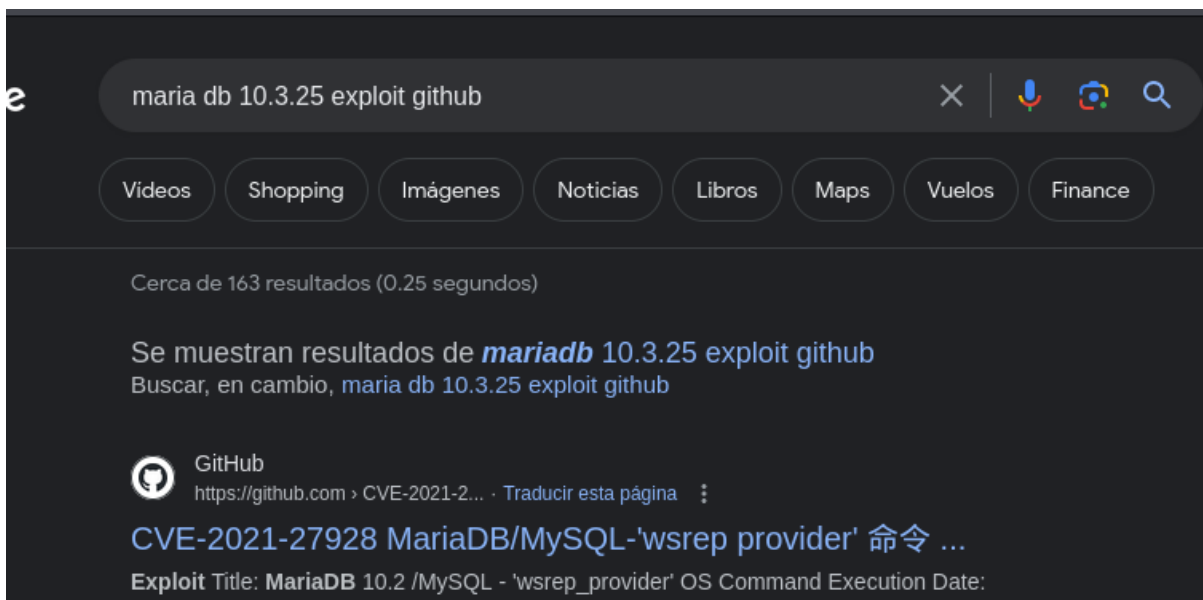 e
maria db 10.3.25 exploit github
Vídeos Shopping Imágenes Noticias Libros Maps Vuelos Finance
Cerca de 163 resultados (0.25 segundos)
Se muestran resultados de mariadb 10.3.25 exploit github
Buscar, en cambio, maria db 10.3.25 exploit github
GitHub
https://github.com › CVE-2021-2... · Traducir esta página
CVE-2021-27928 MariaDB/MySQL-'wsrep provider' 命令 ...
Exploit Title: MariaDB 10.2 /MySQL - 'wsrep_provider' OS Command Execution Date: